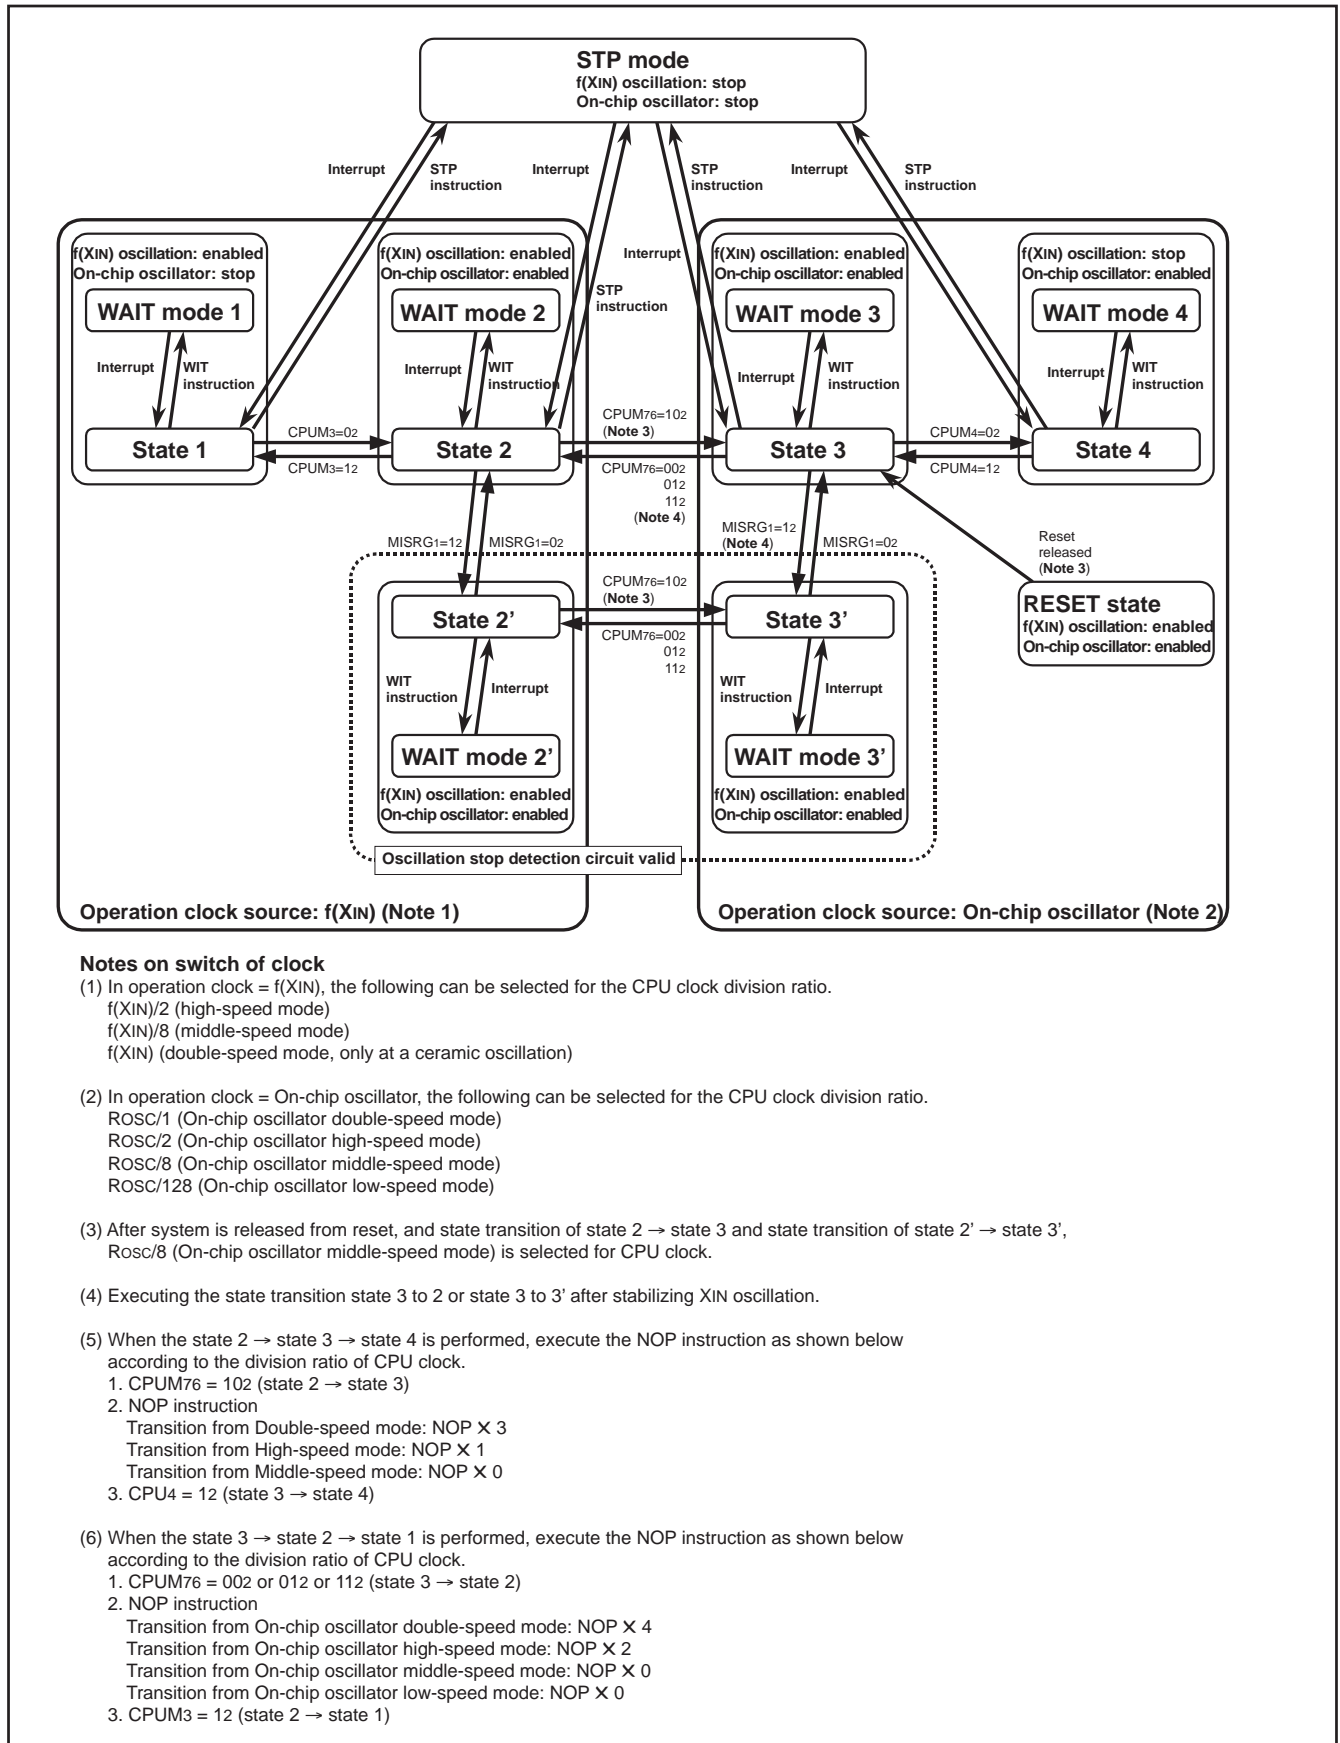 STP mode
f(XIN) oscillation: stop
On-chip oscillator: stop
Interrupt
STP
instruction
Interrupt
STP
instruction
Interrupt
STP
instruction
Interrupt
STP
instruction
f(XIN) oscillation: enabled
On-chip oscillator: stop
WAIT mode 1
Interrupt
WIT
instruction
State 1
f(XIN) oscillation: enabled
On-chip oscillator: enabled
WAIT mode 2
Interrupt
WIT
instruction
State 2
f(XIN) oscillation: enabled
On-chip oscillator: enabled
WAIT mode 3
Interrupt
WIT
instruction
State 3
f(XIN) oscillation: stop
On-chip oscillator: enabled
WAIT mode 4
Interrupt
WIT
instruction
State 4
CPUM3=02
CPUM3=12
CPUM76=102
(Note 3)
CPUM76=002
012
112
(Note 4)
CPUM4=02
CPUM4=12
MISRG1=12
MISRG1=02
MISRG1=12
(Note 4)
MISRG1=02
Reset
released
(Note 3)
RESET state
f(XIN) oscillation: enabled
On-chip oscillator: enabled
State 2’
CPUM76=102
(Note 3)
CPUM76=002
012
112
State 3’
WIT
instruction
Interrupt
WAIT mode 2’
f(XIN) oscillation: enabled
On-chip oscillator: enabled
WIT
instruction
Interrupt
WAIT mode 3’
f(XIN) oscillation: enabled
On-chip oscillator: enabled
Oscillation stop detection circuit valid
Operation clock source: f(XIN) (Note 1)
Operation clock source: On-chip oscillator (Note 2)
Notes on switch of clock
(1) In operation clock = f(XIN), the following can be selected for the CPU clock division ratio.
f(XIN)/2 (high-speed mode)
f(XIN)/8 (middle-speed mode)
f(XIN) (double-speed mode, only at a ceramic oscillation)
(2) In operation clock = On-chip oscillator, the following can be selected for the CPU clock division ratio.
ROSC/1 (On-chip oscillator double-speed mode)
ROSC/2 (On-chip oscillator high-speed mode)
ROSC/8 (On-chip oscillator middle-speed mode)
ROSC/128 (On-chip oscillator low-speed mode)
(3) After system is released from reset, and state transition of state 2 → state 3 and state transition of state 2’ → state 3’,
ROSC/8 (On-chip oscillator middle-speed mode) is selected for CPU clock.
(4) Executing the state transition state 3 to 2 or state 3 to 3’ after stabilizing XIN oscillation.
(5) When the state 2 → state 3 → state 4 is performed, execute the NOP instruction as shown below
according to the division ratio of CPU clock.
1. CPUM76 = 102 (state 2 → state 3)
2. NOP instruction
Transition from Double-speed mode: NOP ✕ 3
Transition from High-speed mode: NOP ✕ 1
Transition from Middle-speed mode: NOP ✕ 0
3. CPU4 = 12 (state 3 → state 4)
(6) When the state 3 → state 2 → state 1 is performed, execute the NOP instruction as shown below
according to the division ratio of CPU clock.
1. CPUM76 = 002 or 012 or 112 (state 3 → state 2)
2. NOP instruction
Transition from On-chip oscillator double-speed mode: NOP ✕ 4
Transition from On-chip oscillator high-speed mode: NOP ✕ 2
Transition from On-chip oscillator middle-speed mode: NOP ✕ 0
Transition from On-chip oscillator low-speed mode: NOP ✕ 0
3. CPUM3 = 12 (state 2 → state 1)